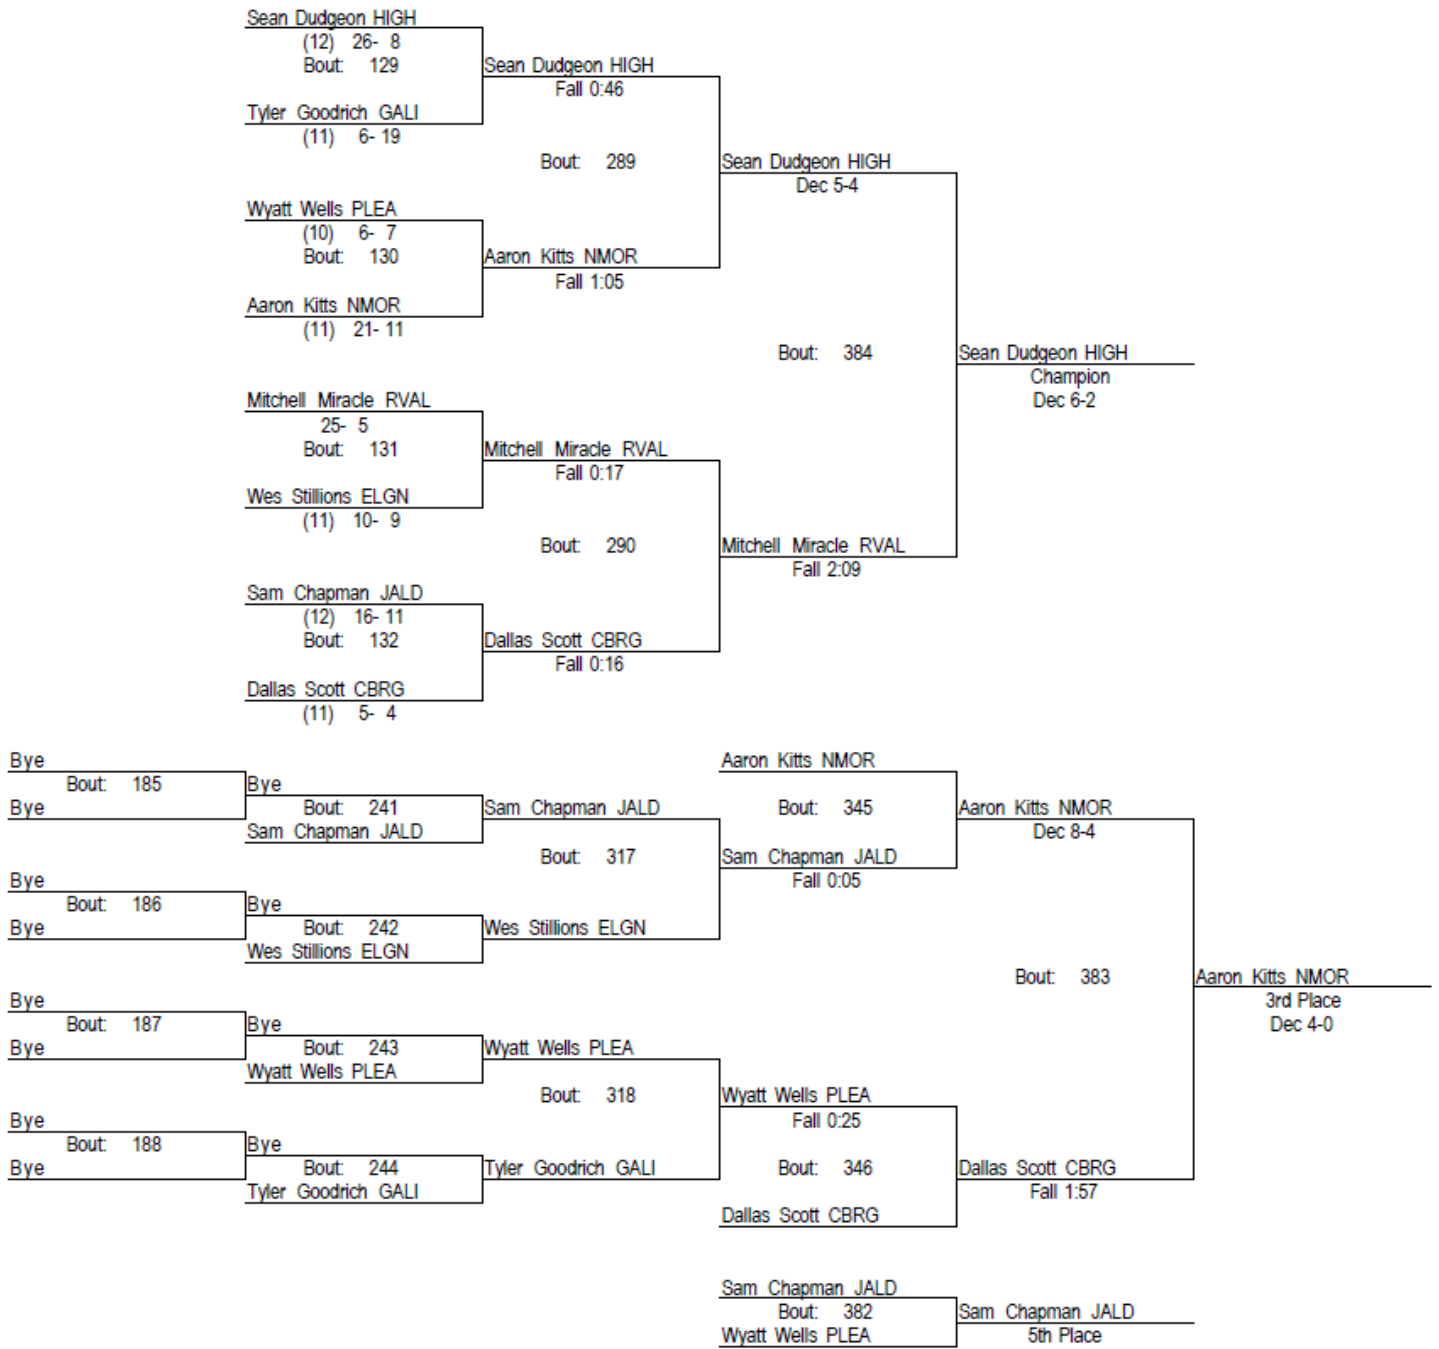 Sean Dudgeon HIGH
(12) 26- 8
Bout: 129
Sean Dudgeon HIGH
Fall 0:46
Tyler Goodrich GALI
(11) 6- 19
Bout: 289
Sean Dudgeon HIGH
Dec 5-4
Wyatt Wells PLEA
(10) 6- 7
Bout: 130
Aaron Kitts NMOR
Fall 1:05
Aaron Kitts NMOR
(11) 21- 11
Bout: 384
Sean Dudgeon HIGH
Champion
Dec 6-2
Mitchell Miracle RVAL
25- 5
Bout: 131
Mitchell Miracle RVAL
Fall 0:17
Wes Stillions ELGN
(11) 10- 9
Bout: 290
Mitchell Miracle RVAL
Fall 2:09
Sam Chapman JALD
(12) 16- 11
Bout: 132
Dallas Scott CBRG
Fall 0:16
Dallas Scott CBRG
(11) 5- 4
Bye
Bout: 185
Bye
Bye
Bout: 241
Sam Chapman JALD
Sam Chapman JALD
Bout: 317
Aaron Kitts NMOR
Bout: 345
Sam Chapman JALD
Fall 0:05
Aaron Kitts NMOR
Dec 8-4
Bye
Bout: 186
Bye
Bye
Bout: 242
Wes Stillions ELGN
Wes Stillions ELGN
Bout: 383
Aaron Kitts NMOR
3rd Place
Dec 4-0
Bye
Bout: 187
Bye
Bye
Bout: 243
Wyatt Wells PLEA
Wyatt Wells PLEA
Bout: 318
Wyatt Wells PLEA
Fall 0:25
Bout: 346
Dallas Scott CBRG
Dallas Scott CBRG
Fall 1:57
Bye
Bout: 188
Bye
Bye
Bout: 244
Tyler Goodrich GALI
Tyler Goodrich GALI
Sam Chapman JALD
Bout: 382
Wyatt Wells PLEA
Sam Chapman JALD
5th Place